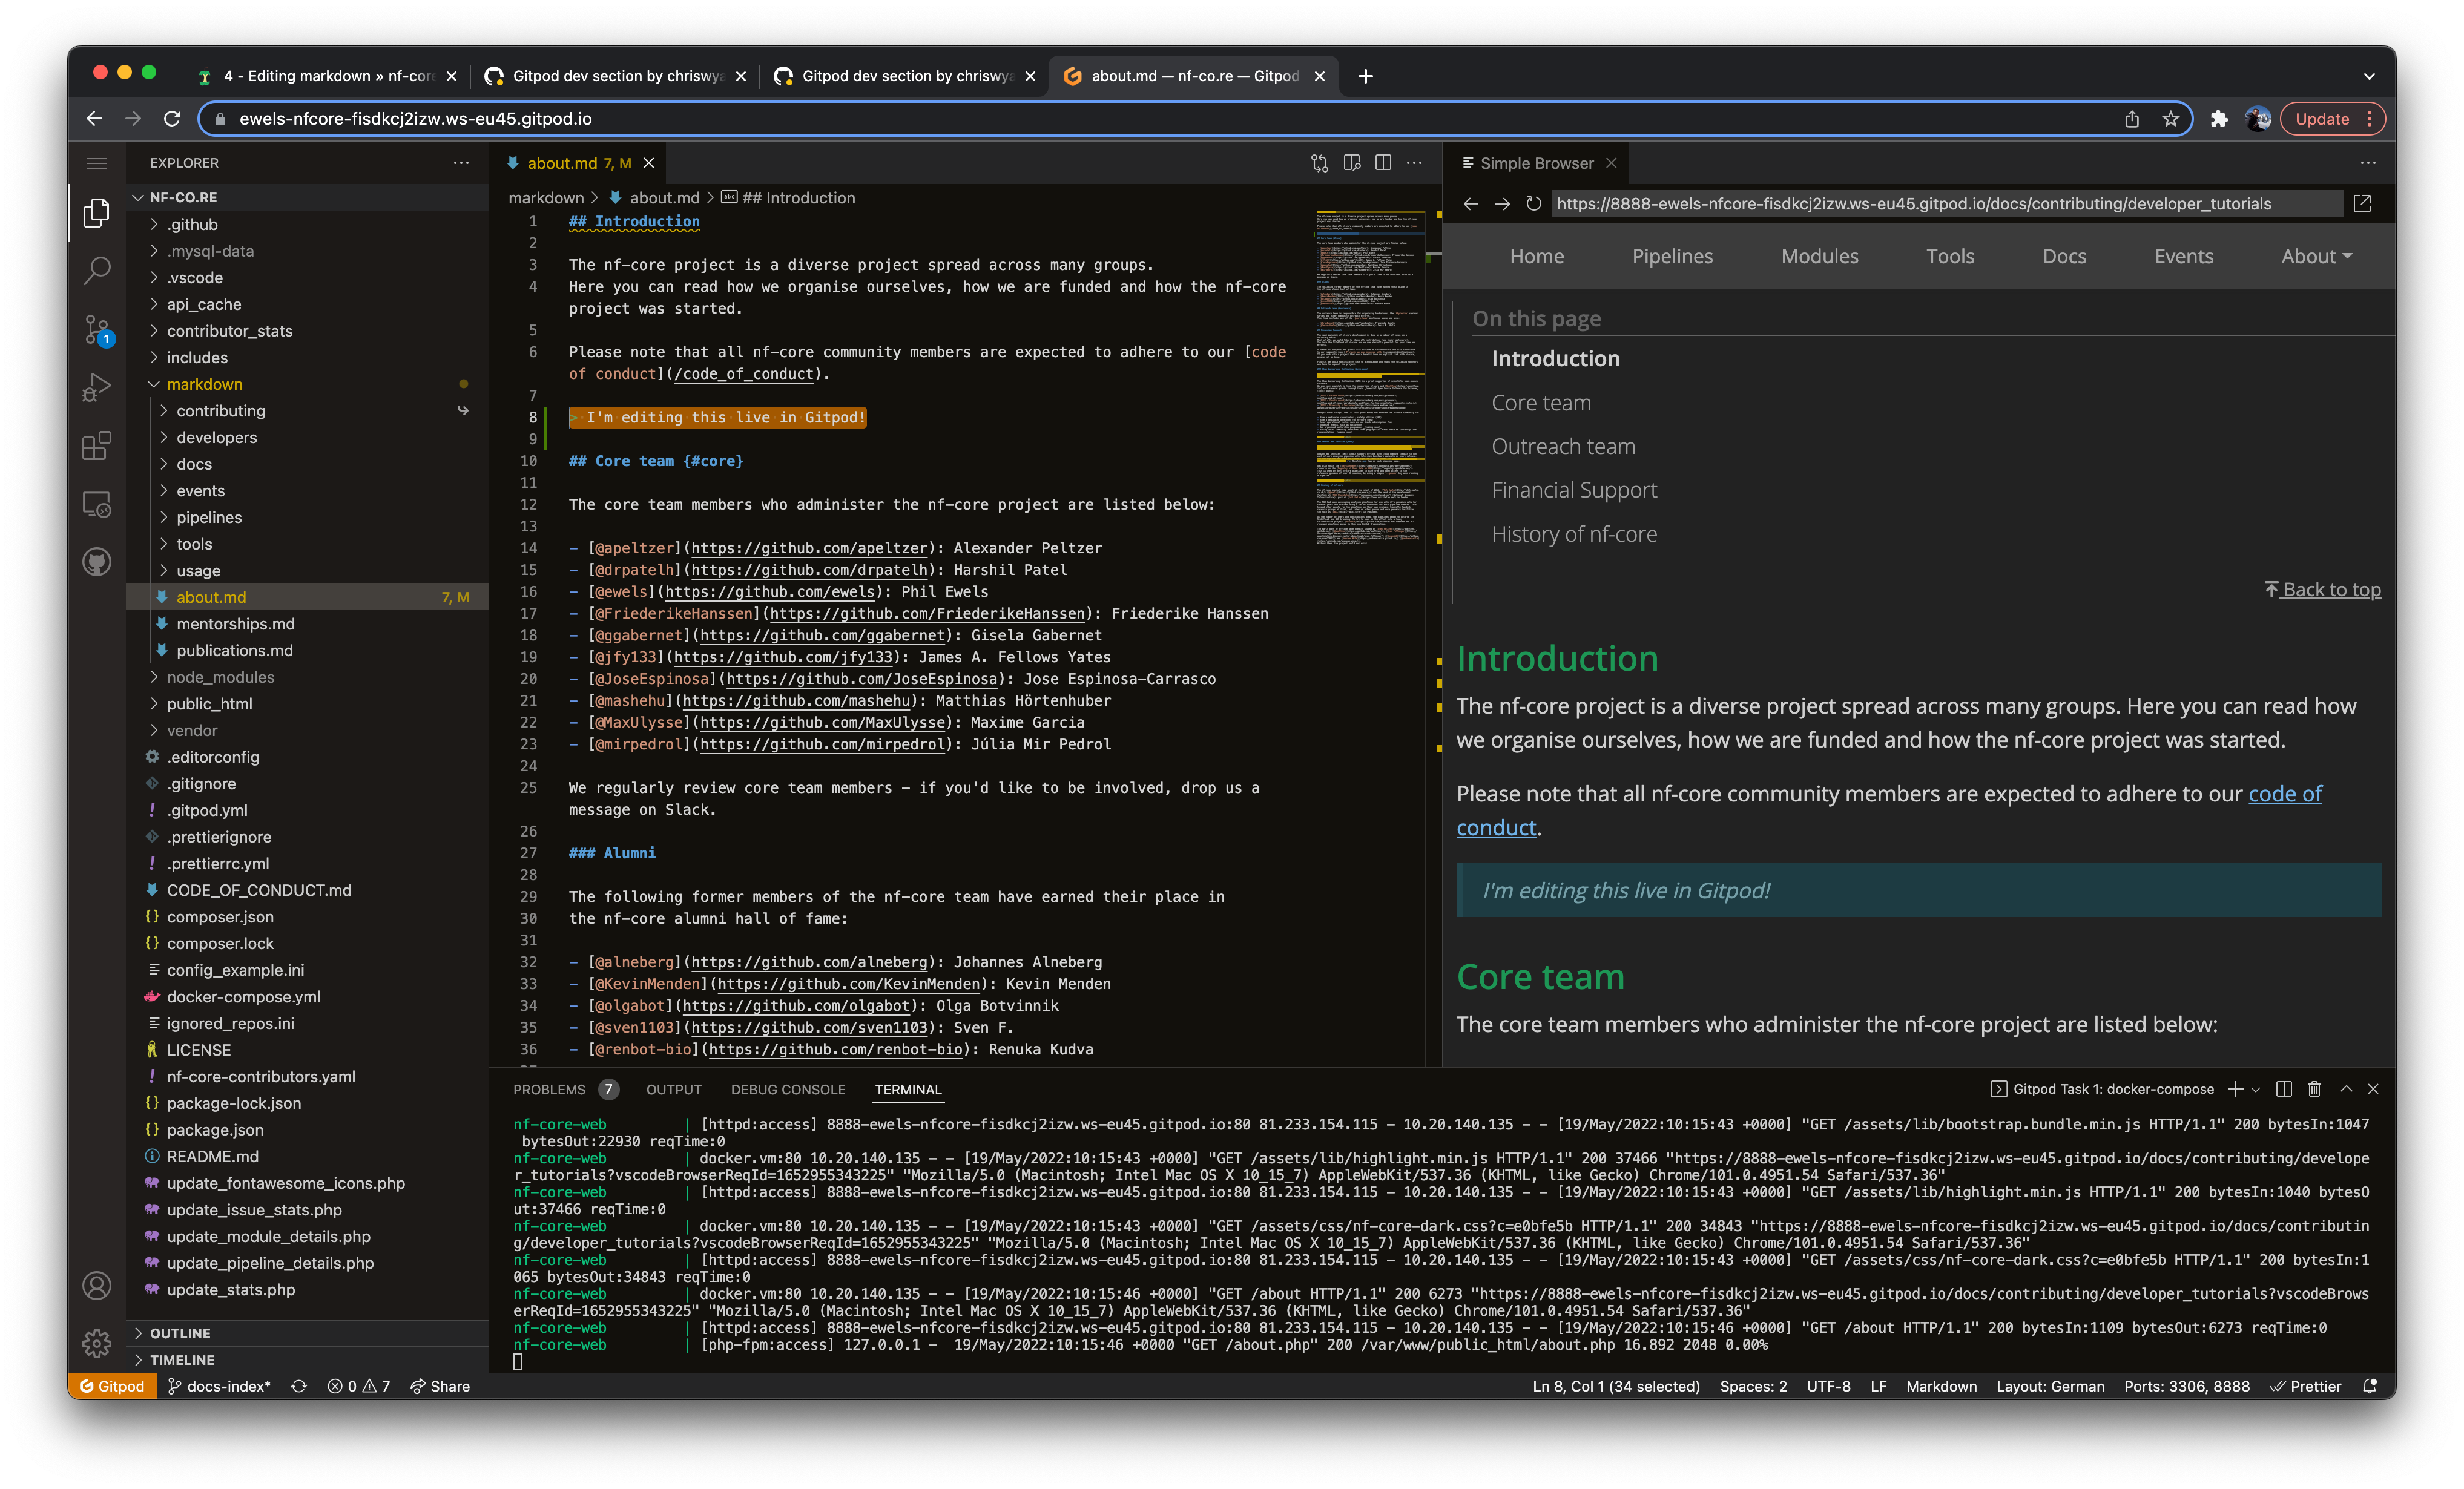 4 - Editing markdown » nf-core
Gitpod dev section by chriswya
Gitpod dev section by chriswya
about.md — nf-co.re — Gitpod
ewels-nfcore-fisdkcj2izw.ws-eu45.gitpod.io
Update
EXPLORER
NF-CO.RE
.github
.mysql-data
.vscode
api_cache
contributor_stats
includes
markdown
contributing
developers
docs
events
pipelines
tools
usage
about.md 7, M
mentorships.md
publications.md
node_modules
public_html
vendor
.editorconfig
.gitignore
.gitpod.yml
.prettierignore
.prettierrc.yml
CODE_OF_CONDUCT.md
composer.json
composer.lock
config_example.ini
docker-compose.yml
ignored_repos.ini
LICENSE
nf-core-contributors.yaml
package-lock.json
package.json
README.md
update_fontawesome_icons.php
update_issue_stats.php
update_module_details.php
update_pipeline_details.php
update_stats.php
OUTLINE
TIMELINE
1
about.md 7, M
markdown > about.md > ## Introduction
1 ## Introduction
2
3 The nf-core project is a diverse project spread across many groups.
4 Here you can read how we organise ourselves, how we are funded and how the nf-core
project was started.
5
6 Please note that all nf-core community members are expected to adhere to our [code
of conduct](/code_of_conduct).
7
8 > I'm editing this live in Gitpod!
9
10 ## Core team {#core}
11
12 The core team members who administer the nf-core project are listed below:
13
14 - [@apeltzer](https://github.com/apeltzer): Alexander Peltzer
15 - [@drpatelh](https://github.com/drpatelh): Harshil Patel
16 - [@ewels](https://github.com/ewels): Phil Ewels
17 - [@FriederikeHanssen](https://github.com/FriederikeHanssen): Friederike Hanssen
18 - [@ggabernet](https://github.com/ggabernet): Gisela Gabernet
19 - [@jfy133](https://github.com/jfy133): James A. Fellows Yates
20 - [@JoseEspinosa](https://github.com/JoseEspinosa): Jose Espinosa-Carrasco
21 - [@mashehu](https://github.com/mashehu): Matthias Hörtenhuber
22 - [@MaxUlysse](https://github.com/MaxUlysse): Maxime Garcia
23 - [@mirpedrol](https://github.com/mirpedrol): Júlia Mir Pedrol
24
25 We regularly review core team members - if you'd like to be involved, drop us a
message on Slack.
26
27 ### Alumni
28
29 The following former members of the nf-core team have earned their place in
30 the nf-core alumni hall of fame:
31
32 - [@alneberg](https://github.com/alneberg): Johannes Alneberg
33 - [@KevinMenden](https://github.com/KevinMenden): Kevin Menden
34 - [@olgabot](https://github.com/olgabot): Olga Botvinnik
35 - [@sven1103](https://github.com/sven1103): Sven F.
36 - [@renbot-bio](https://github.com/renbot-bio): Renuka Kudva
Simple Browser
https://8888-ewels-nfcore-fisdkcj2izw.ws-eu45.gitpod.io/docs/contributing/developer_tutorials
Home Pipelines Modules Tools Docs Events About
On this page
Introduction
Core team
Outreach team
Financial Support
History of nf-core
Back to top
Introduction
The nf-core project is a diverse project spread across many groups. Here you can read how
we organise ourselves, how we are funded and how the nf-core project was started.
Please note that all nf-core community members are expected to adhere to our code of
conduct.
I'm editing this live in Gitpod!
Core team
The core team members who administer the nf-core project are listed below:
PROBLEMS 7 OUTPUT DEBUG CONSOLE TERMINAL
Gitpod Task 1: docker-compose
nf-core-web | [httpd:access] 8888-ewels-nfcore-fisdkcj2izw.ws-eu45.gitpod.io:80 81.233.154.115 - 10.20.140.135 - - [19/May/2022:10:15:43 +0000] "GET /assets/lib/bootstrap.bundle.min.js HTTP/1.1" 200 bytesIn:1047
bytesOut:22930 reqTime:0
nf-core-web | docker.vm:80 10.20.140.135 - - [19/May/2022:10:15:43 +0000] "GET /assets/lib/highlight.min.js HTTP/1.1" 200 37466 "https://8888-ewels-nfcore-fisdkcj2izw.ws-eu45.gitpod.io/docs/contributing/develope
r_tutorials?vscodeBrowserReqId=1652955343225" "Mozilla/5.0 (Macintosh; Intel Mac OS X 10_15_7) AppleWebKit/537.36 (KHTML, like Gecko) Chrome/101.0.4951.54 Safari/537.36"
nf-core-web | [httpd:access] 8888-ewels-nfcore-fisdkcj2izw.ws-eu45.gitpod.io:80 81.233.154.115 - 10.20.140.135 - - [19/May/2022:10:15:43 +0000] "GET /assets/lib/highlight.min.js HTTP/1.1" 200 bytesIn:1040 bytesO
ut:37466 reqTime:0
nf-core-web | docker.vm:80 10.20.140.135 - - [19/May/2022:10:15:43 +0000] "GET /assets/css/nf-core-dark.css?c=e0bfe5b HTTP/1.1" 200 34843 "https://8888-ewels-nfcore-fisdkcj2izw.ws-eu45.gitpod.io/docs/contributin
g/developer_tutorials?vscodeBrowserReqId=1652955343225" "Mozilla/5.0 (Macintosh; Intel Mac OS X 10_15_7) AppleWebKit/537.36 (KHTML, like Gecko) Chrome/101.0.4951.54 Safari/537.36"
nf-core-web | [httpd:access] 8888-ewels-nfcore-fisdkcj2izw.ws-eu45.gitpod.io:80 81.233.154.115 - 10.20.140.135 - - [19/May/2022:10:15:43 +0000] "GET /assets/css/nf-core-dark.css?c=e0bfe5b HTTP/1.1" 200 bytesIn:1
065 bytesOut:34843 reqTime:0
nf-core-web | docker.vm:80 10.20.140.135 - - [19/May/2022:10:15:46 +0000] "GET /about HTTP/1.1" 200 6273 "https://8888-ewels-nfcore-fisdkcj2izw.ws-eu45.gitpod.io/docs/contributing/developer_tutorials?vscodeBrows
erReqId=1652955343225" "Mozilla/5.0 (Macintosh; Intel Mac OS X 10_15_7) AppleWebKit/537.36 (KHTML, like Gecko) Chrome/101.0.4951.54 Safari/537.36"
nf-core-web | [httpd:access] 8888-ewels-nfcore-fisdkcj2izw.ws-eu45.gitpod.io:80 81.233.154.115 - 10.20.140.135 - - [19/May/2022:10:15:46 +0000] "GET /about HTTP/1.1" 200 bytesIn:1109 bytesOut:6273 reqTime:0
nf-core-web | [php-fpm:access] 127.0.0.1 - 19/May/2022:10:15:46 +0000 "GET /about.php" 200 /var/www/public_html/about.php 16.892 2048 0.00%
Gitpod docs-index* 0 7 Share
Ln 8, Col 1 (34 selected) Spaces: 2 UTF-8 LF Markdown Layout: German Ports: 3306, 8888 Prettier